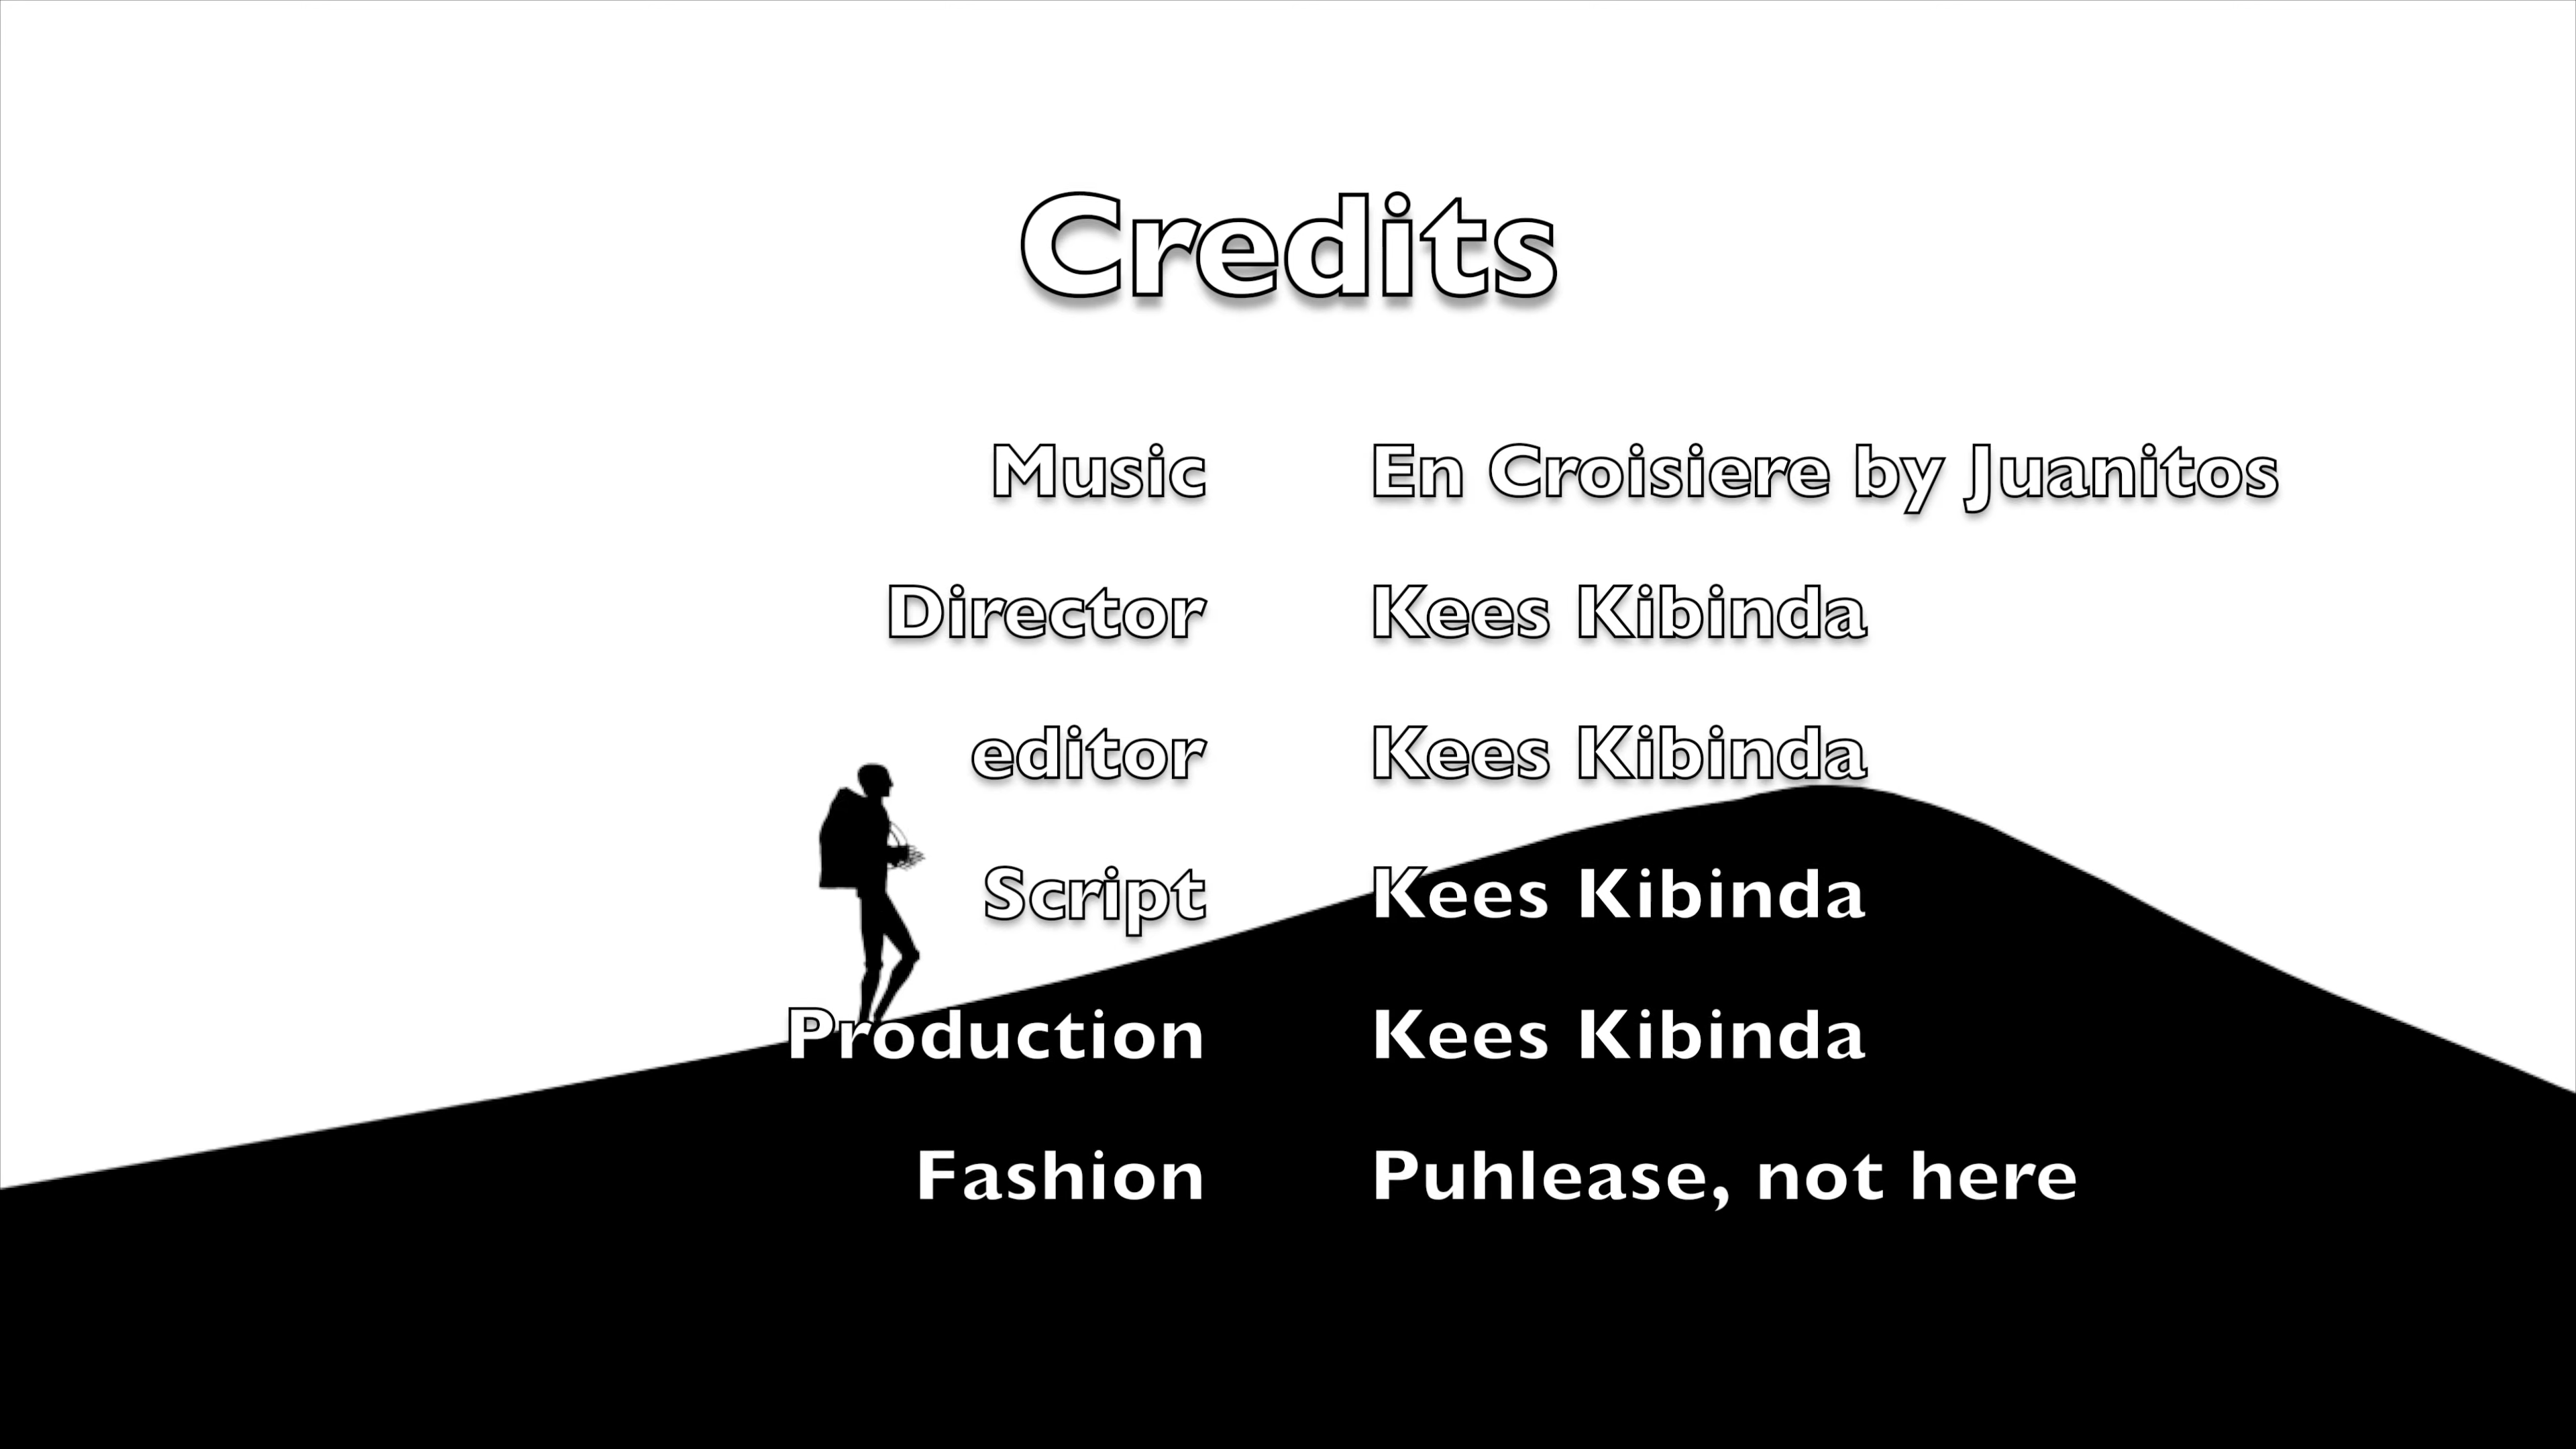 Credits
Music En Croisiere by Juanitos
Director Kees Kibinda
editor Kees Kibinda
Script Kees Kibinda
Production Kees Kibinda
Fashion Puhlease, not here